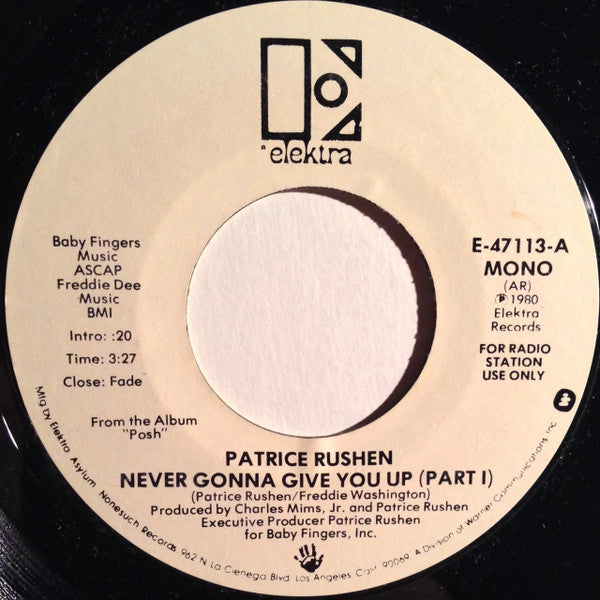 elektra
Baby Fingers
Music
ASCAP
Freddie Dee
Music
BMI
Intro: :20
Time: 3:27
Close: Fade
From the Album
"Posh"
E-47113-A
MONO
(AR)
℗ 1980
Elektra
Records
FOR RADIO
STATION
USE ONLY
PATRICE RUSHEN
NEVER GONNA GIVE YOU UP (PART I)
(Patrice Rushen/Freddie Washington)
Produced by Charles Mims, Jr. and Patrice Rushen
Executive Producer Patrice Rushen
for Baby Fingers, Inc.
Mfg by Elektra Asylum Nonesuch Records 962 N La Cienega Blvd Los Angeles Calif 90069 A Division of Warner Communications Inc